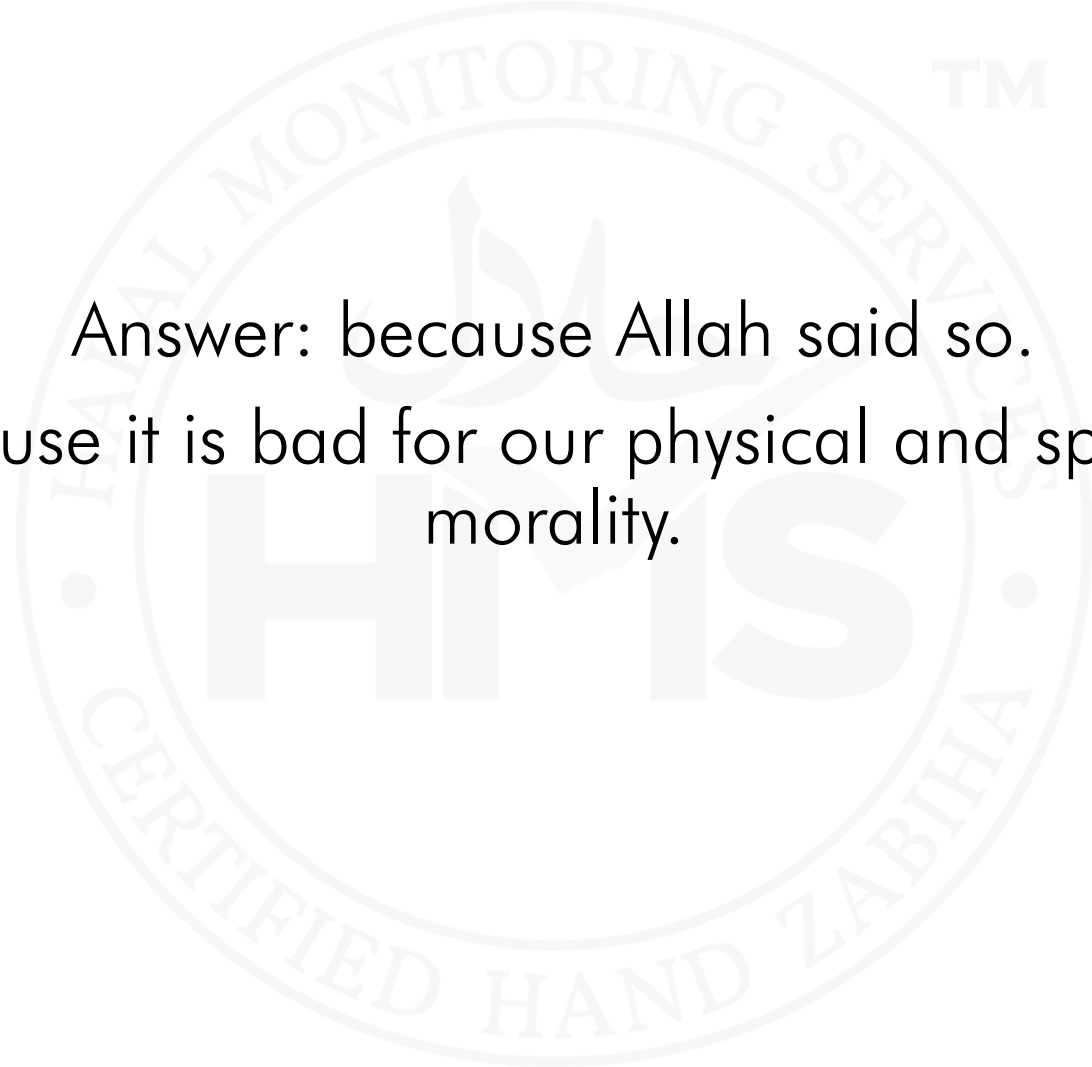 HALAL MONITORING SERVICES
TM
حلال
Answer: because Allah said so.
use it is bad for our physical and sp
morality.
HMS
CERTIFIED HAND ZABIHA